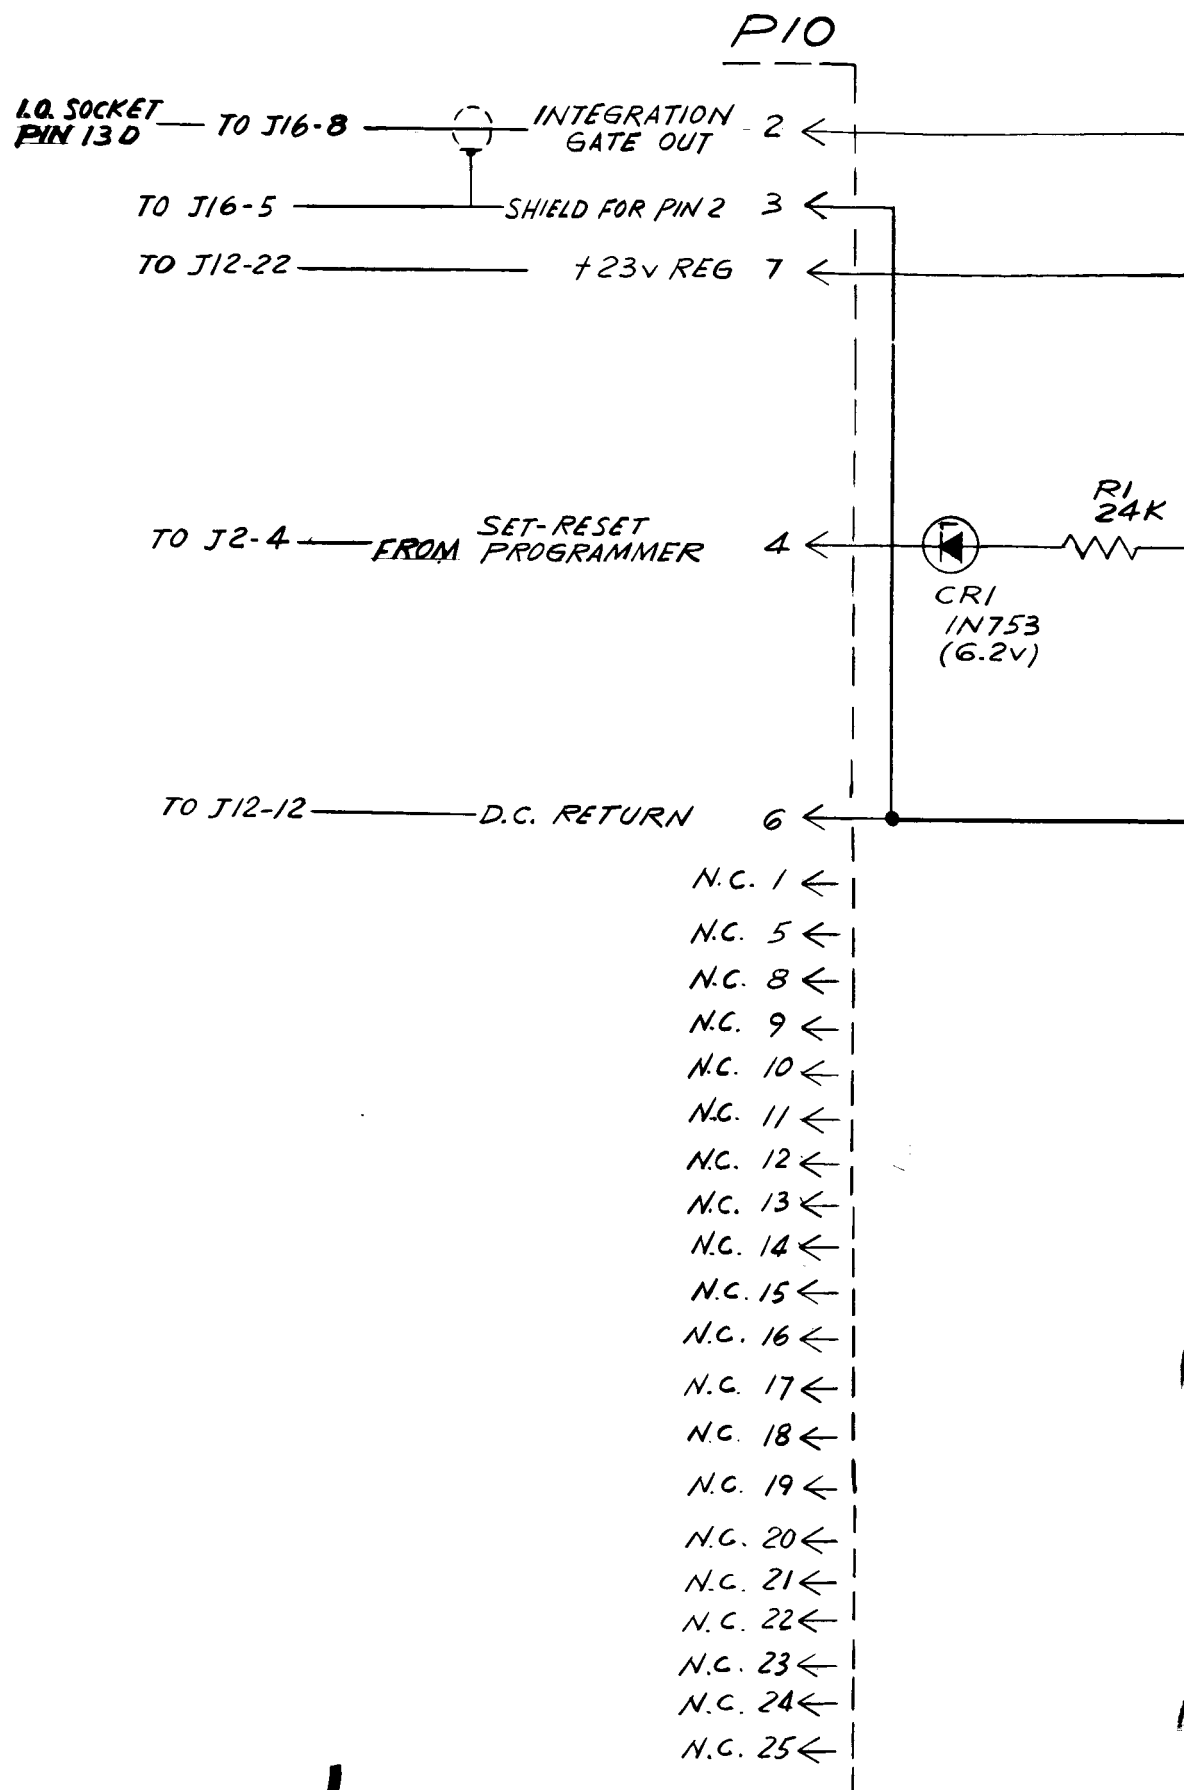 P10
I.O. SOCKET
PIN 13D
TO J16-8
INTEGRATION
GATE OUT
2
TO J16-5
SHIELD FOR PIN 2
3
TO J12-22
+23V REG
7
R1
24K
TO J2-4
SET-RESET
FROM PROGRAMMER
4
CR1
1N753
(6.2V)
TO J12-12
D.C. RETURN
6
N.C. 1
N.C. 5
N.C. 8
N.C. 9
N.C. 10
N.C. 11
N.C. 12
N.C. 13
N.C. 14
N.C. 15
N.C. 16
N.C. 17
N.C. 18
N.C. 19
N.C. 20
N.C. 21
N.C. 22
N.C. 23
N.C. 24
N.C. 25